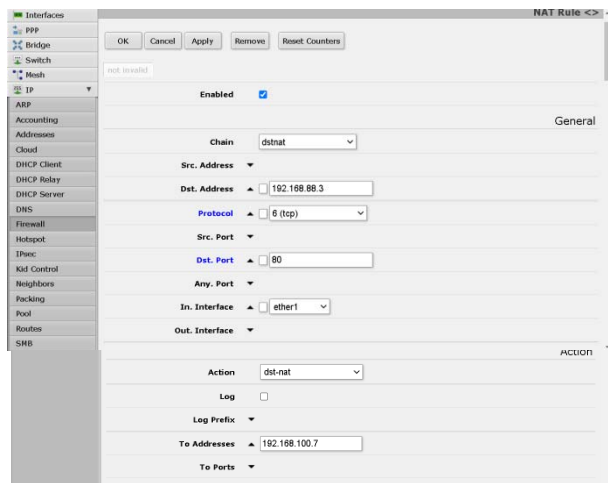 Interfaces
NAT Rule <>
PPP
Bridge
OK Cancel Apply Remove Reset Counters
Switch
Mesh
not invalid
IP
Enabled
ARP
Accounting
General
Addresses
Chain dstnat
Cloud
DHCP Client
Src. Address
DHCP Relay
Dst. Address 192.168.88.3
DHCP Server
DNS
Protocol 6 (tcp)
Firewall
Src. Port
Hotspot
IPsec
Dst. Port 80
Kid Control
Any. Port
Neighbors
Packing
In. Interface ether1
Pool
Routes
Out. Interface
SMB
Action
Action dst-nat
Log
Log Prefix
To Addresses 192.168.100.7
To Ports